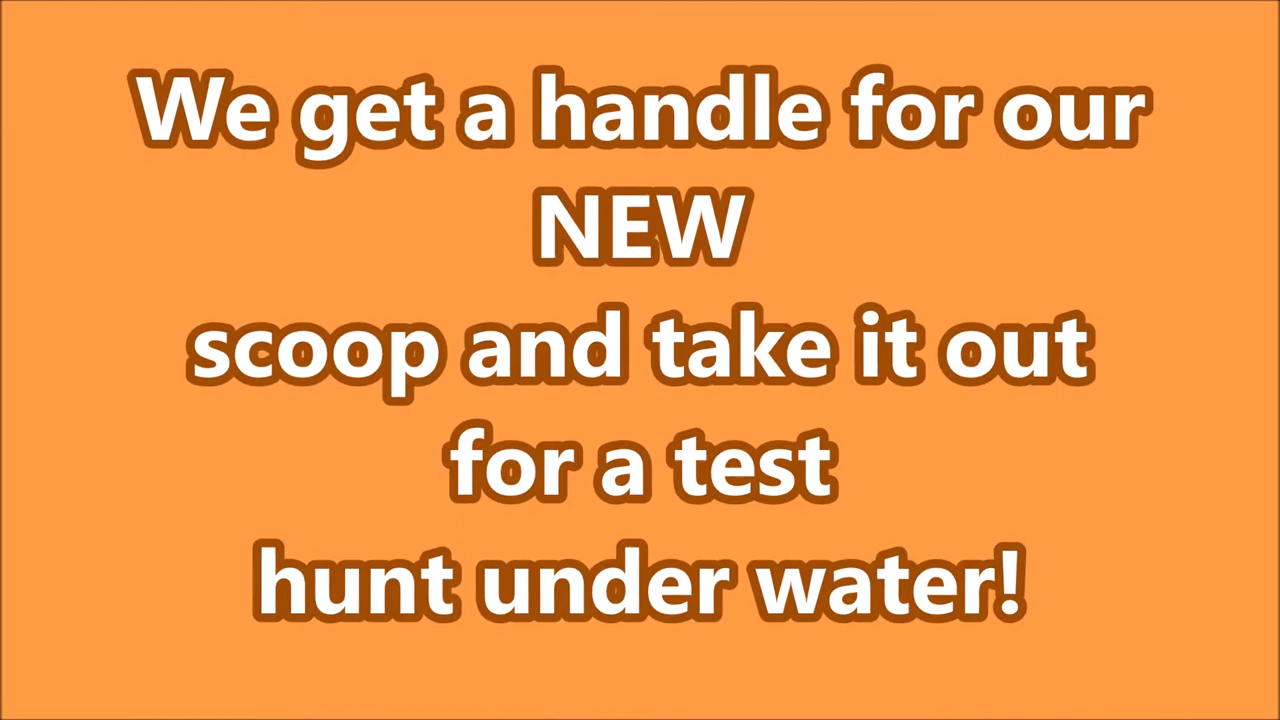 We get a handle for our
NEW
scoop and take it out
for a test
hunt under water!